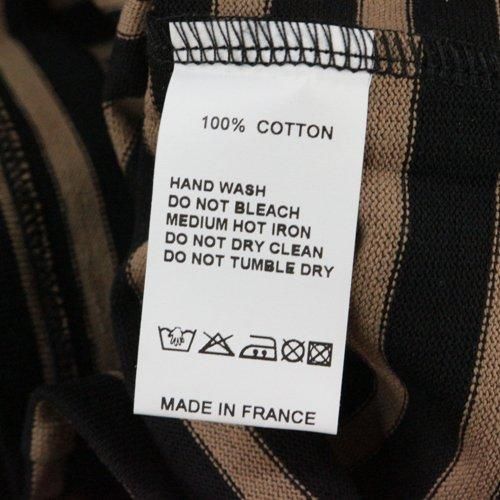 100% COTTON
HAND WASH
DO NOT BLEACH
MEDIUM HOT IRON
DO NOT DRY CLEAN
DO NOT TUMBLE DRY
MADE IN FRANCE